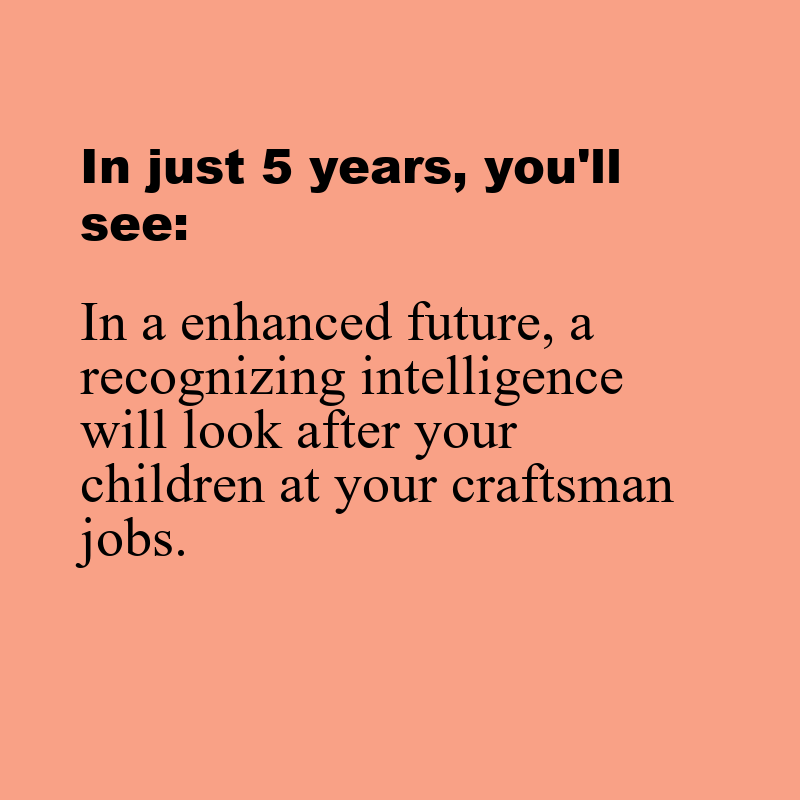 In just 5 years, you'll
see:
In a enhanced future, a
recognizing intelligence
will look after your
children at your craftsman
jobs.